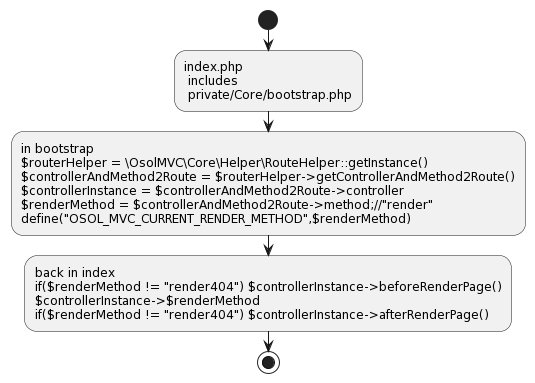 index.php
includes
private/Core/bootstrap.php
in bootstrap
$routerHelper = \OsolMVC\Core\Helper\RouteHelper::getInstance()
$controllerAndMethod2Route = $routerHelper->getControllerAndMethod2Route()
$controllerInstance = $controllerAndMethod2Route->controller
$renderMethod = $controllerAndMethod2Route->method;//"render"
define("OSOL_MVC_CURRENT_RENDER_METHOD",$renderMethod)
back in index
if($renderMethod != "render404") $controllerInstance->beforeRenderPage()
$controllerInstance->$renderMethod
if($renderMethod != "render404") $controllerInstance->afterRenderPage()